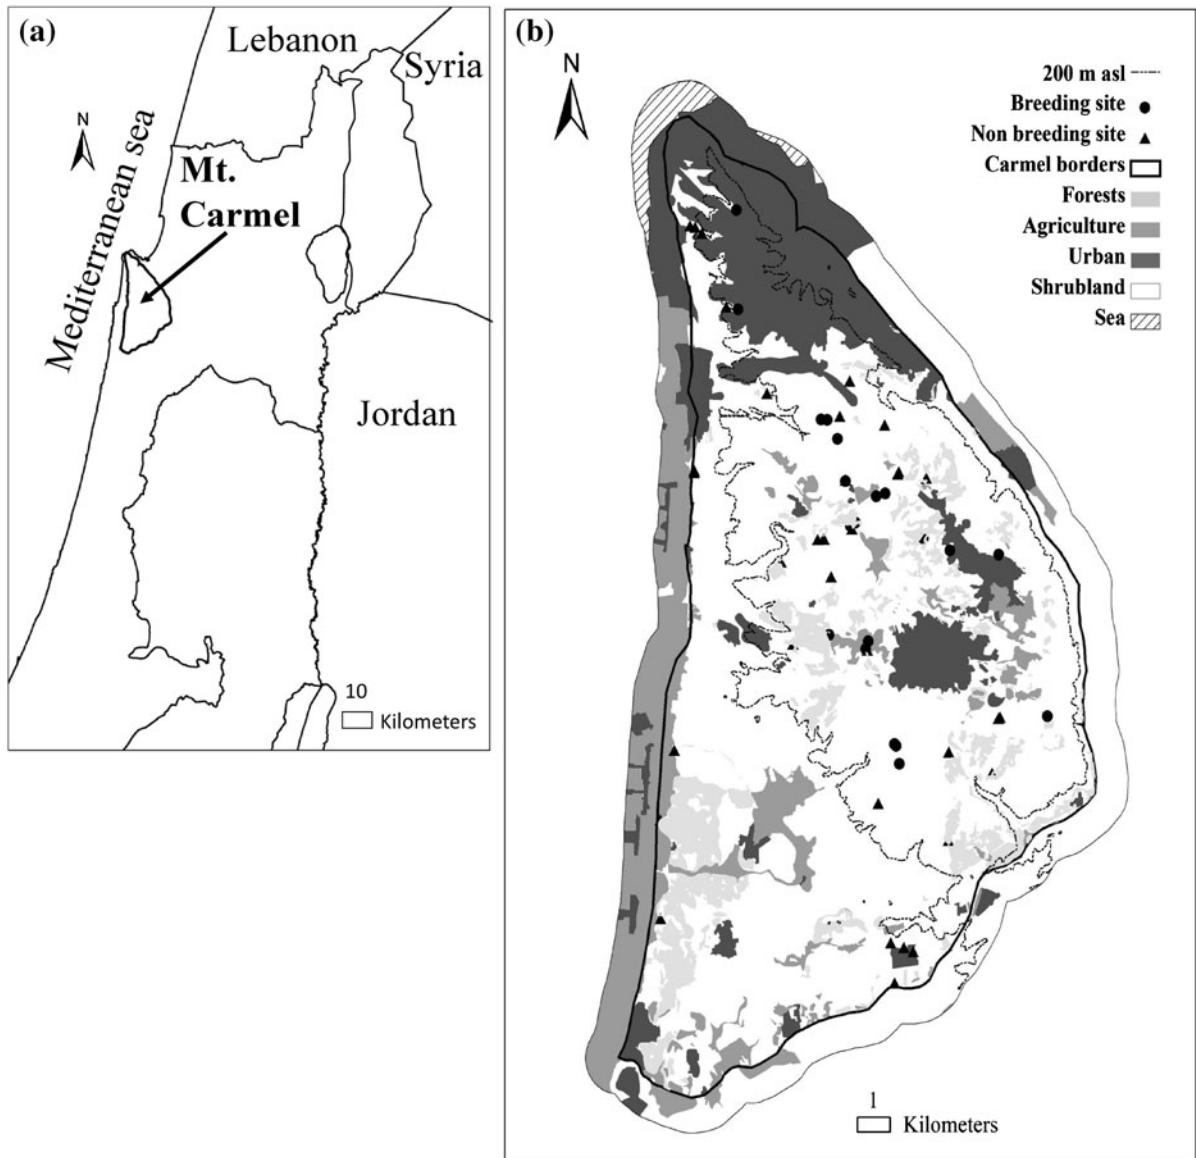 (a)
Lebanon
Syria
N
Mediterranean sea
Mt.
Carmel
Jordan
10
Kilometers
(b)
N
200 m asl
Breeding site
Non breeding site
Carmel borders
Forests
Agriculture
Urban
Shrubland
Sea
1
Kilometers